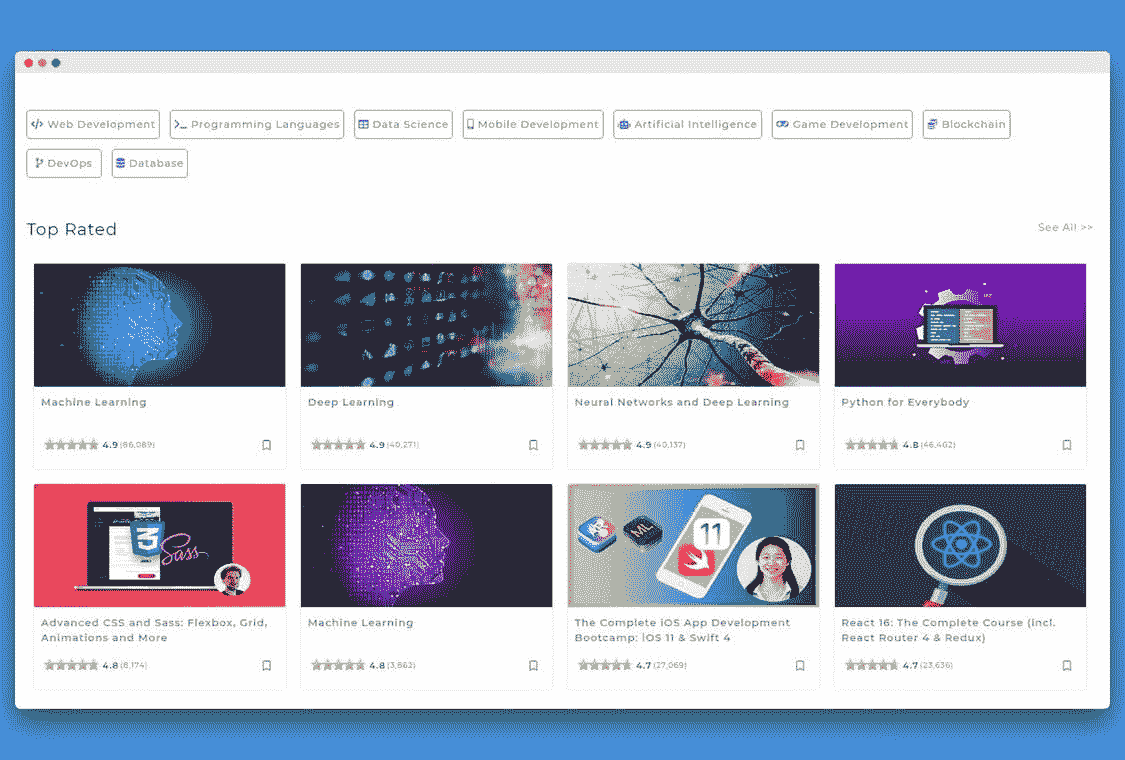 Web Development
Programming Languages
Data Science
Mobile Development
Artificial Intelligence
Game Development
Blockchain
DevOps
Database
Top Rated
See All >>
Machine Learning
4.9 (86,089)
Deep Learning
4.9 (40,271)
Neural Networks and Deep Learning
4.9 (40,137)
Python for Everybody
4.8 (46,402)
3
Sass
Advanced CSS and Sass: Flexbox, Grid,
Animations and More
4.8 (8,174)
Machine Learning
4.8 (3,862)
ML
11
The Complete iOS App Development
Bootcamp: iOS 11 & Swift 4
4.7 (27,069)
React 16: The Complete Course (incl.
React Router 4 & Redux)
4.7 (23,636)